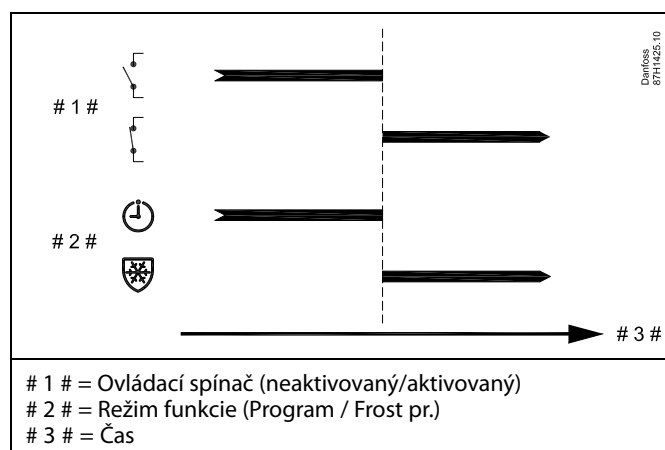 Danfoss
87H1425.10
# 1 #
# 2 #
# 3 #
# 1 # = Ovládací spínač (neaktivovaný/aktivovaný)
# 2 # = Režim funkcie (Program / Frost pr.)
# 3 # = Čas